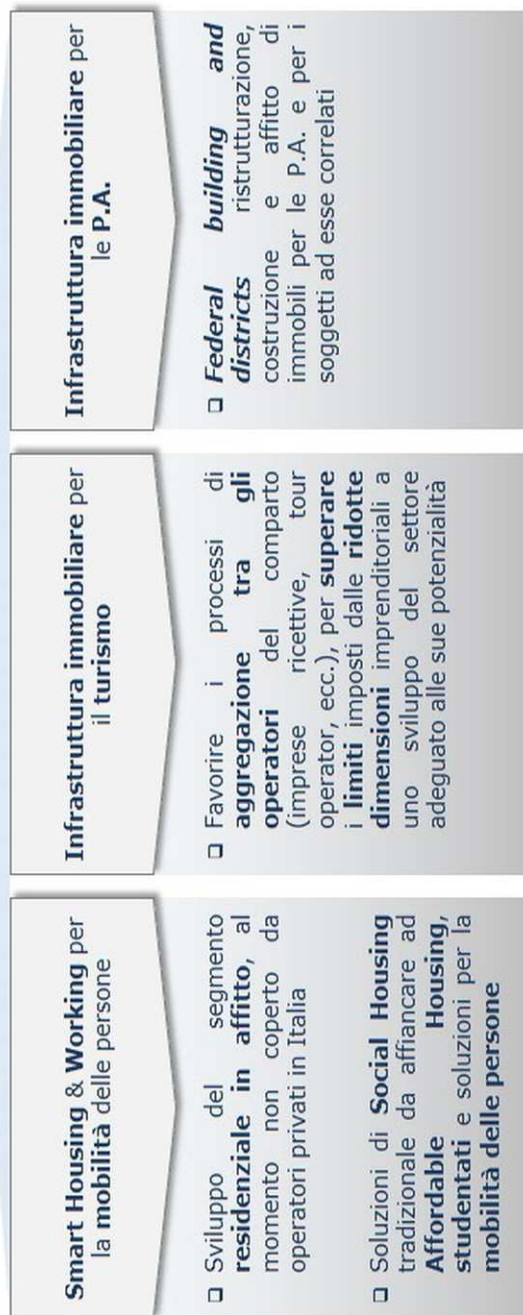 Smart Housing & Working per
la mobilità delle persone
❑ Sviluppo del segmento
residenziale in affitto, al
momento non coperto da
operatori privati in Italia
❑ Soluzioni di Social Housing
tradizionale da affiancare ad
Affordable Housing,
studentati e soluzioni per la
mobilità delle persone
Infrastruttura immobiliare per
il turismo
❑ Favorire i processi di
aggregazione tra gli
operatori del comparto
(imprese ricettive, tour
operator, ecc.), per superare
i limiti imposti dalle ridotte
dimensioni imprenditoriali a
uno sviluppo del settore
adeguato alle sue potenzialità
Infrastruttura immobiliare per
le P.A.
❑ Federal building and
districts ristrutturazione,
costruzione e affitto di
immobili per le P.A. e per i
soggetti ad esse correlati